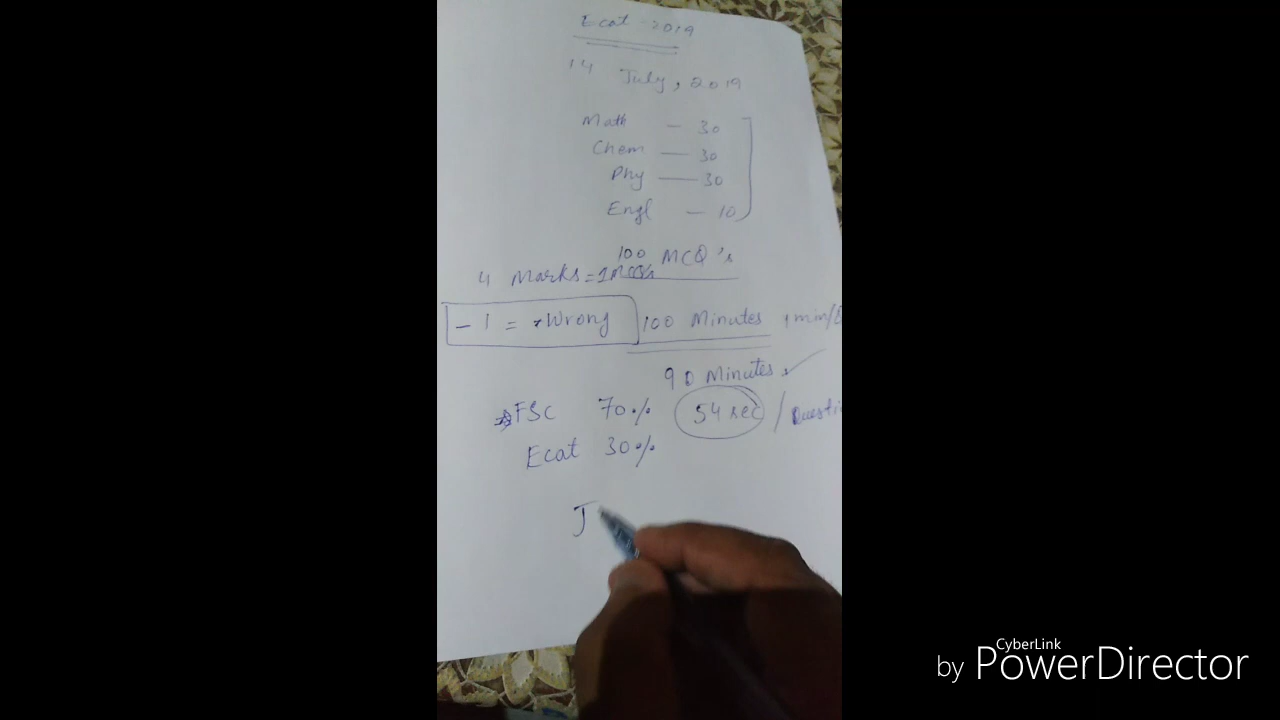 Ecat - 2019
14 July, 2019
Math - 30
Chem - 30
Phy - 30
Engl - 10
100 MCQ's
4 Marks =
- 1 = Wrong 100 Minutes 1 min/
90 Minutes
FSC 70% 54 sec /
Ecat 30%
J
CyberLink
by PowerDirector